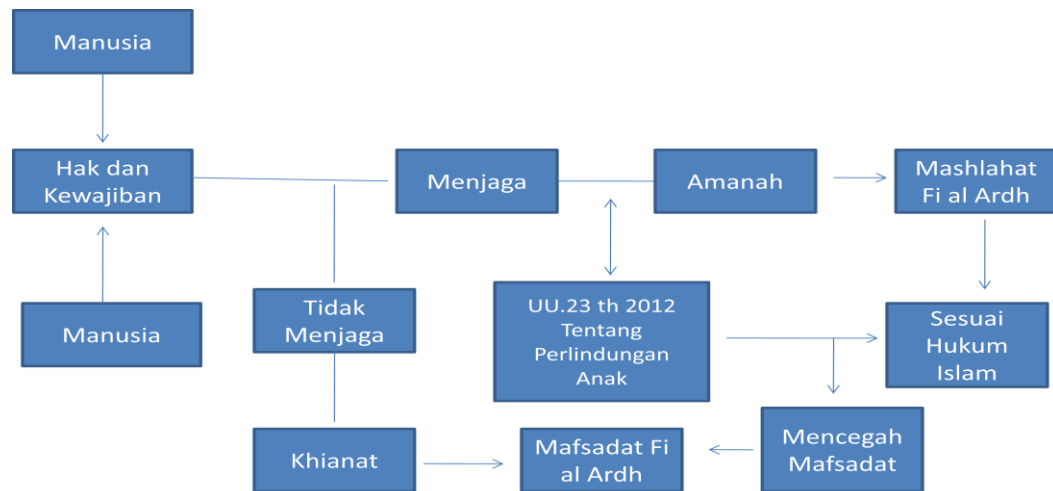 Manusia
Hak dan
Kewajiban
Menjaga
Amanah
Mashlahat
Fi al Ardh
Manusia
Tidak
Menjaga
UU.23 th 2012
Tentang
Perlindungan
Anak
Sesuai
Hukum
Islam
Khianat
Mafsadat Fi
al Ardh
Mencegah
Mafsadat